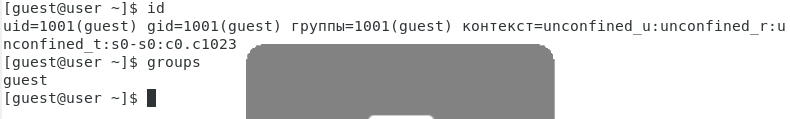 [guest@user ~]$ id
uid=1001(guest) gid=1001(guest) группы=1001(guest) контекст=unconfined_u:unconfined_r:u
nconfined_t:s0-s0:c0.c1023
[guest@user ~]$ groups
guest
[guest@user ~]$